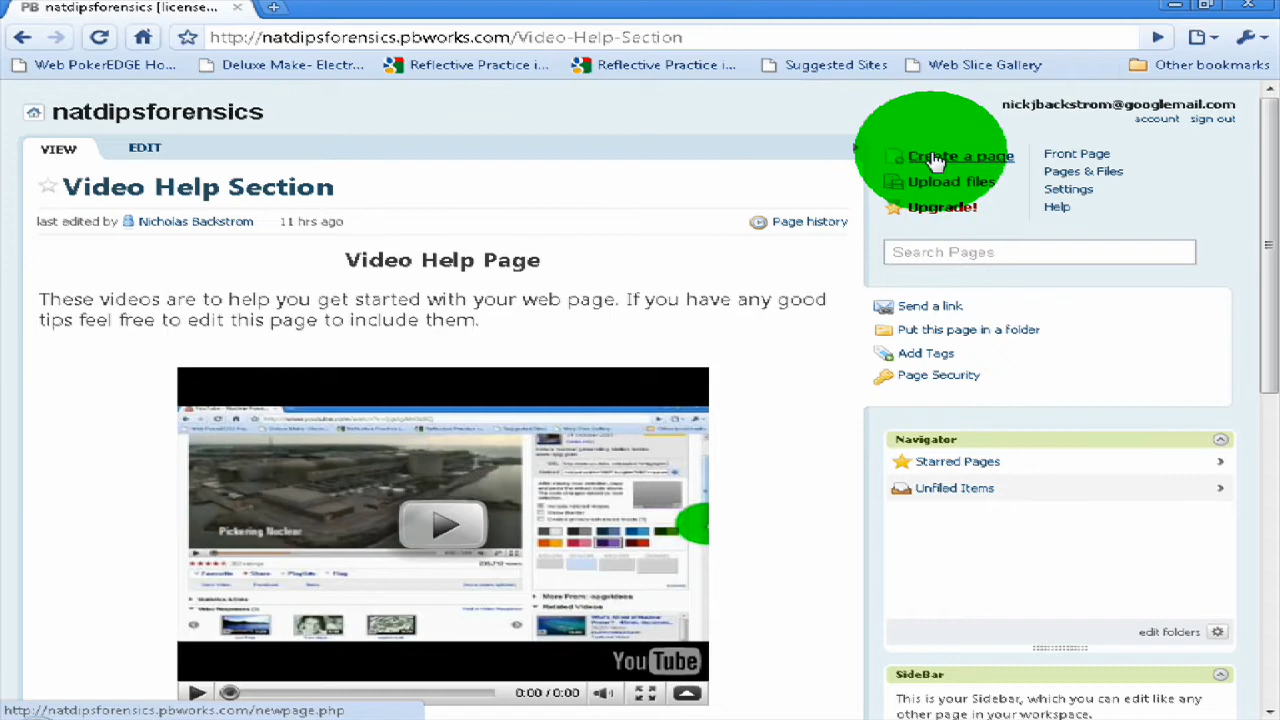 PB natdipsforensics [license...
http://natdipsforensics.pbworks.com/Video-Help-Section
Web PokerEDGE Ho...
Deluxe Make- Electr...
Reflective Practice i...
Reflective Practice i...
Suggested Sites
Web Slice Gallery
Other bookmarks
natdipsforensics
nickjbackstrom@googlemail.com
account sign out
VIEW EDIT
Create a page
Upload files
Upgrade!
Front Page
Pages & Files
Settings
Help
Video Help Section
last edited by Nicholas Backstrom 11 hrs ago
Page history
Search Pages
Video Help Page
These videos are to help you get started with your web page. If you have any good
tips feel free to edit this page to include them.
Send a link
Put this page in a folder
Add Tags
Page Security
Pickering Nuclear
YouTube
0:00 / 0:00
Navigator
Starred Pages
Unfiled Items
edit folders
SideBar
This is your Sidebar, which you can edit like any
other page in your workspace.
http://natdipsforensics.pbworks.com/newpage.php